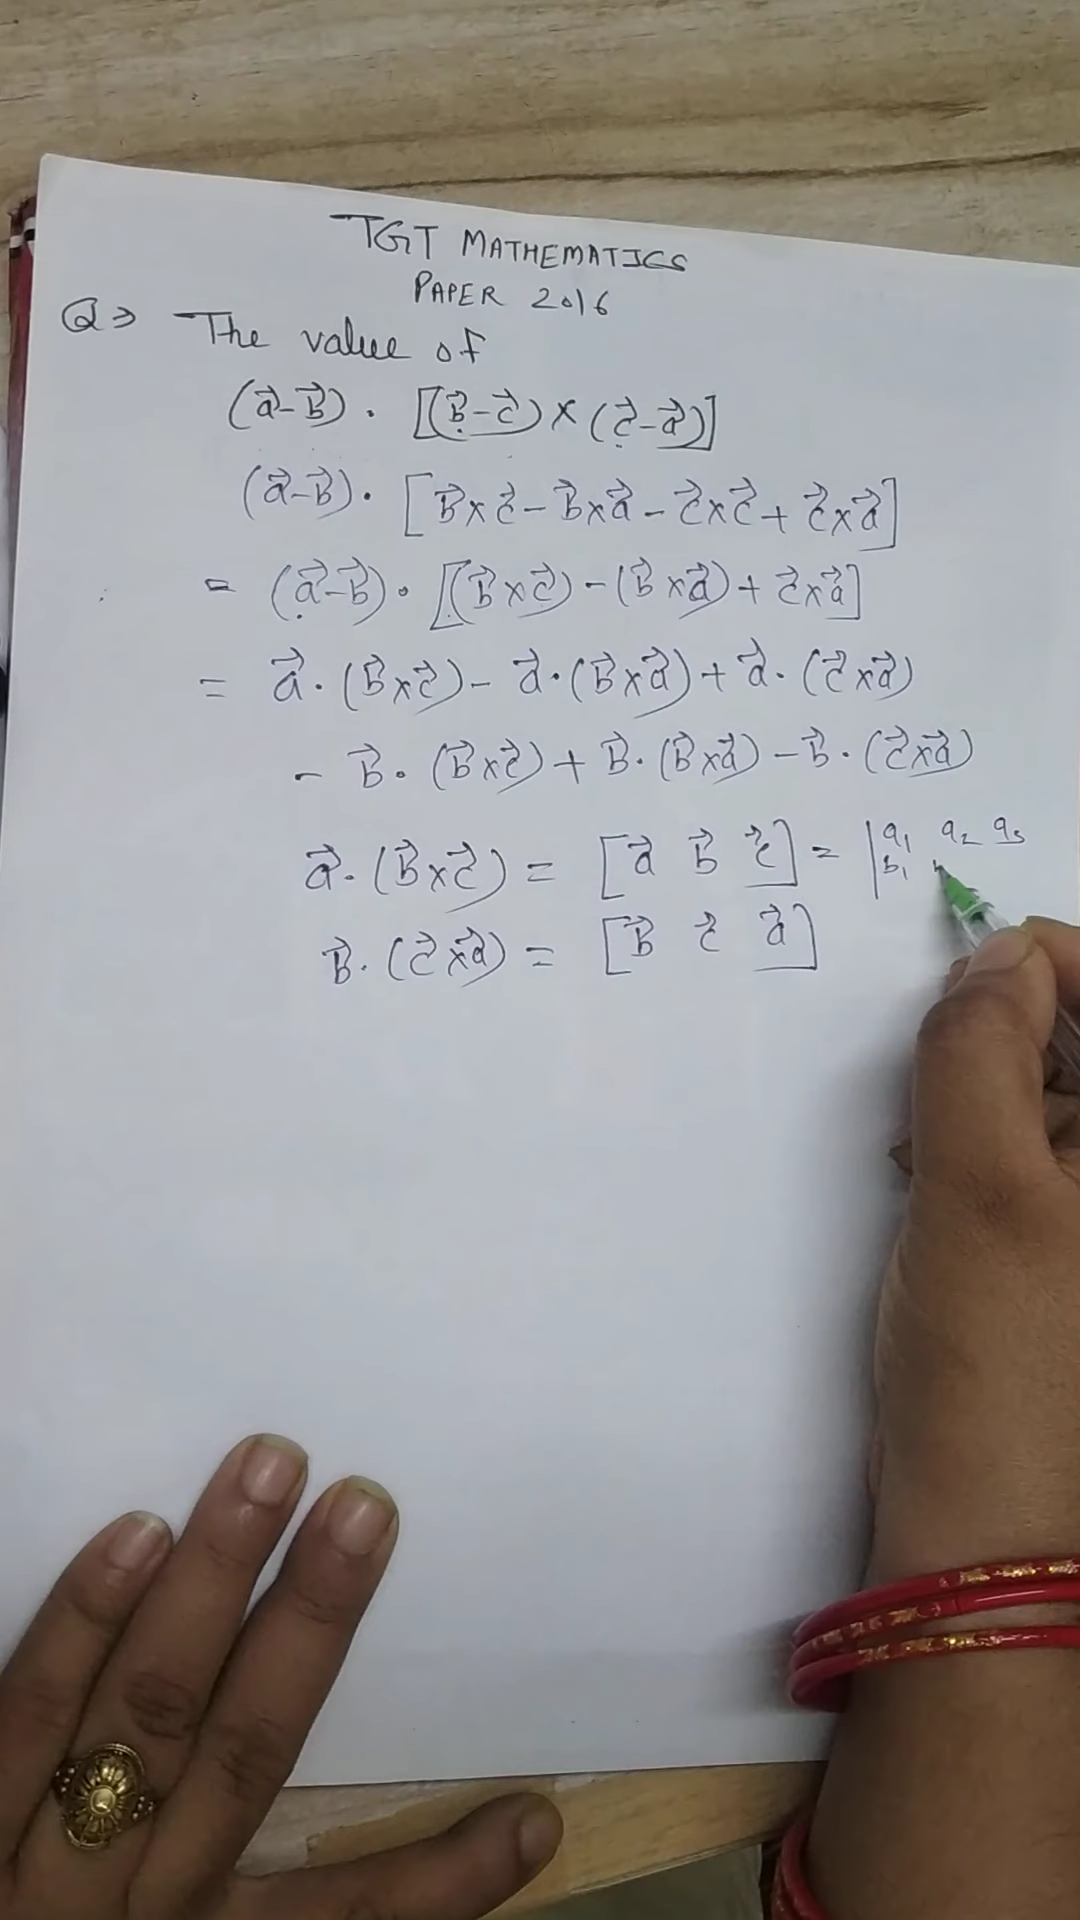 TGT MATHEMATICS
PAPER 2016
Q⇒ The value of
(a⃗-b⃗) . [(b⃗-c⃗)×(c⃗-a⃗)]
(a⃗-b⃗) . [b⃗×c⃗-b⃗×a⃗-c⃗×c⃗+c⃗×a⃗]
= (a⃗-b⃗) . [(b⃗×c⃗)-(b⃗×a⃗)+c⃗×a⃗]
= a⃗.(b⃗×c⃗)-a⃗.(b⃗×a⃗)+a⃗.(c⃗×a⃗)
- b⃗.(b⃗×c⃗)+b⃗.(b⃗×a⃗)-b⃗.(c⃗×a⃗)
a⃗.(b⃗×c⃗) = [a⃗ b⃗ c⃗] = |a₁ a₂ a₃
b₁ b
b⃗.(c⃗×a⃗) = [b⃗ c⃗ a⃗]